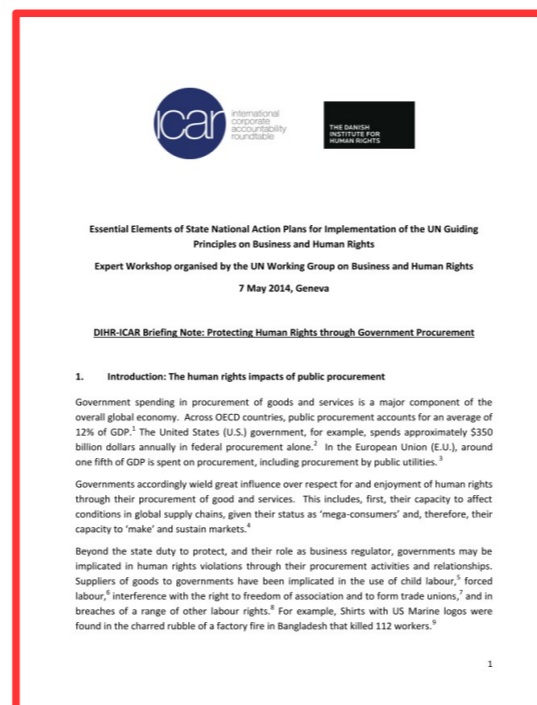 icar
international
corporate
accountability
roundtable
THE DANISH
INSTITUTE FOR
HUMAN RIGHTS
Essential Elements of State National Action Plans for Implementation of the UN Guiding
Principles on Business and Human Rights
Expert Workshop organised by the UN Working Group on Business and Human Rights
7 May 2014, Geneva
DIHR-ICAR Briefing Note: Protecting Human Rights through Government Procurement
1. Introduction: The human rights impacts of public procurement
Government spending in procurement of goods and services is a major component of the
overall global economy. Across OECD countries, public procurement accounts for an average of
12% of GDP.1 The United States (U.S.) government, for example, spends approximately $350
billion dollars annually in federal procurement alone.2 In the European Union (E.U.), around
one fifth of GDP is spent on procurement, including procurement by public utilities. 3
Governments accordingly wield great influence over respect for and enjoyment of human rights
through their procurement of good and services. This includes, first, their capacity to affect
conditions in global supply chains, given their status as ‘mega-consumers’ and, therefore, their
capacity to ‘make’ and sustain markets.4
Beyond the state duty to protect, and their role as business regulator, governments may be
implicated in human rights violations through their procurement activities and relationships.
Suppliers of goods to governments have been implicated in the use of child labour,5 forced
labour,6 interference with the right to freedom of association and to form trade unions,7 and in
breaches of a range of other labour rights.8 For example, Shirts with US Marine logos were
found in the charred rubble of a factory fire in Bangladesh that killed 112 workers.9
1